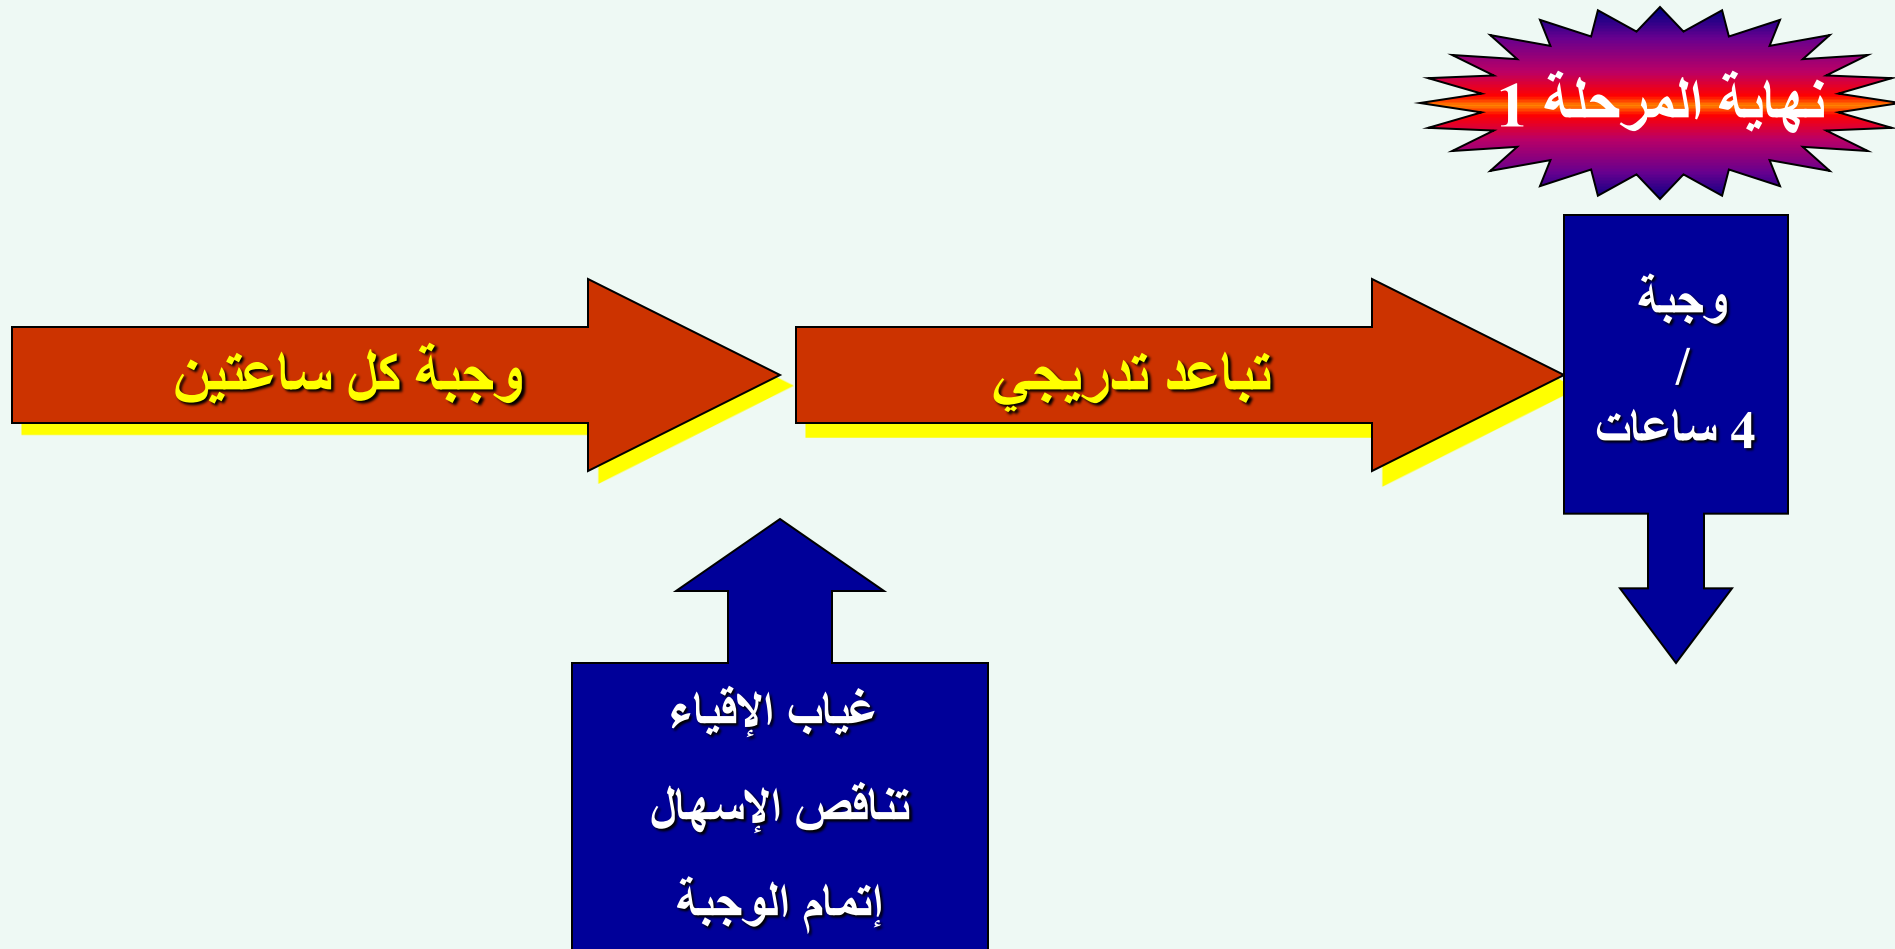 نهاية المرحلة 1
وجبة كل ساعتين
تباعد تدريجي
وجبة
/
4 ساعات
غياب الإقياء
تناقص الإسهال
إتمام الوجبة